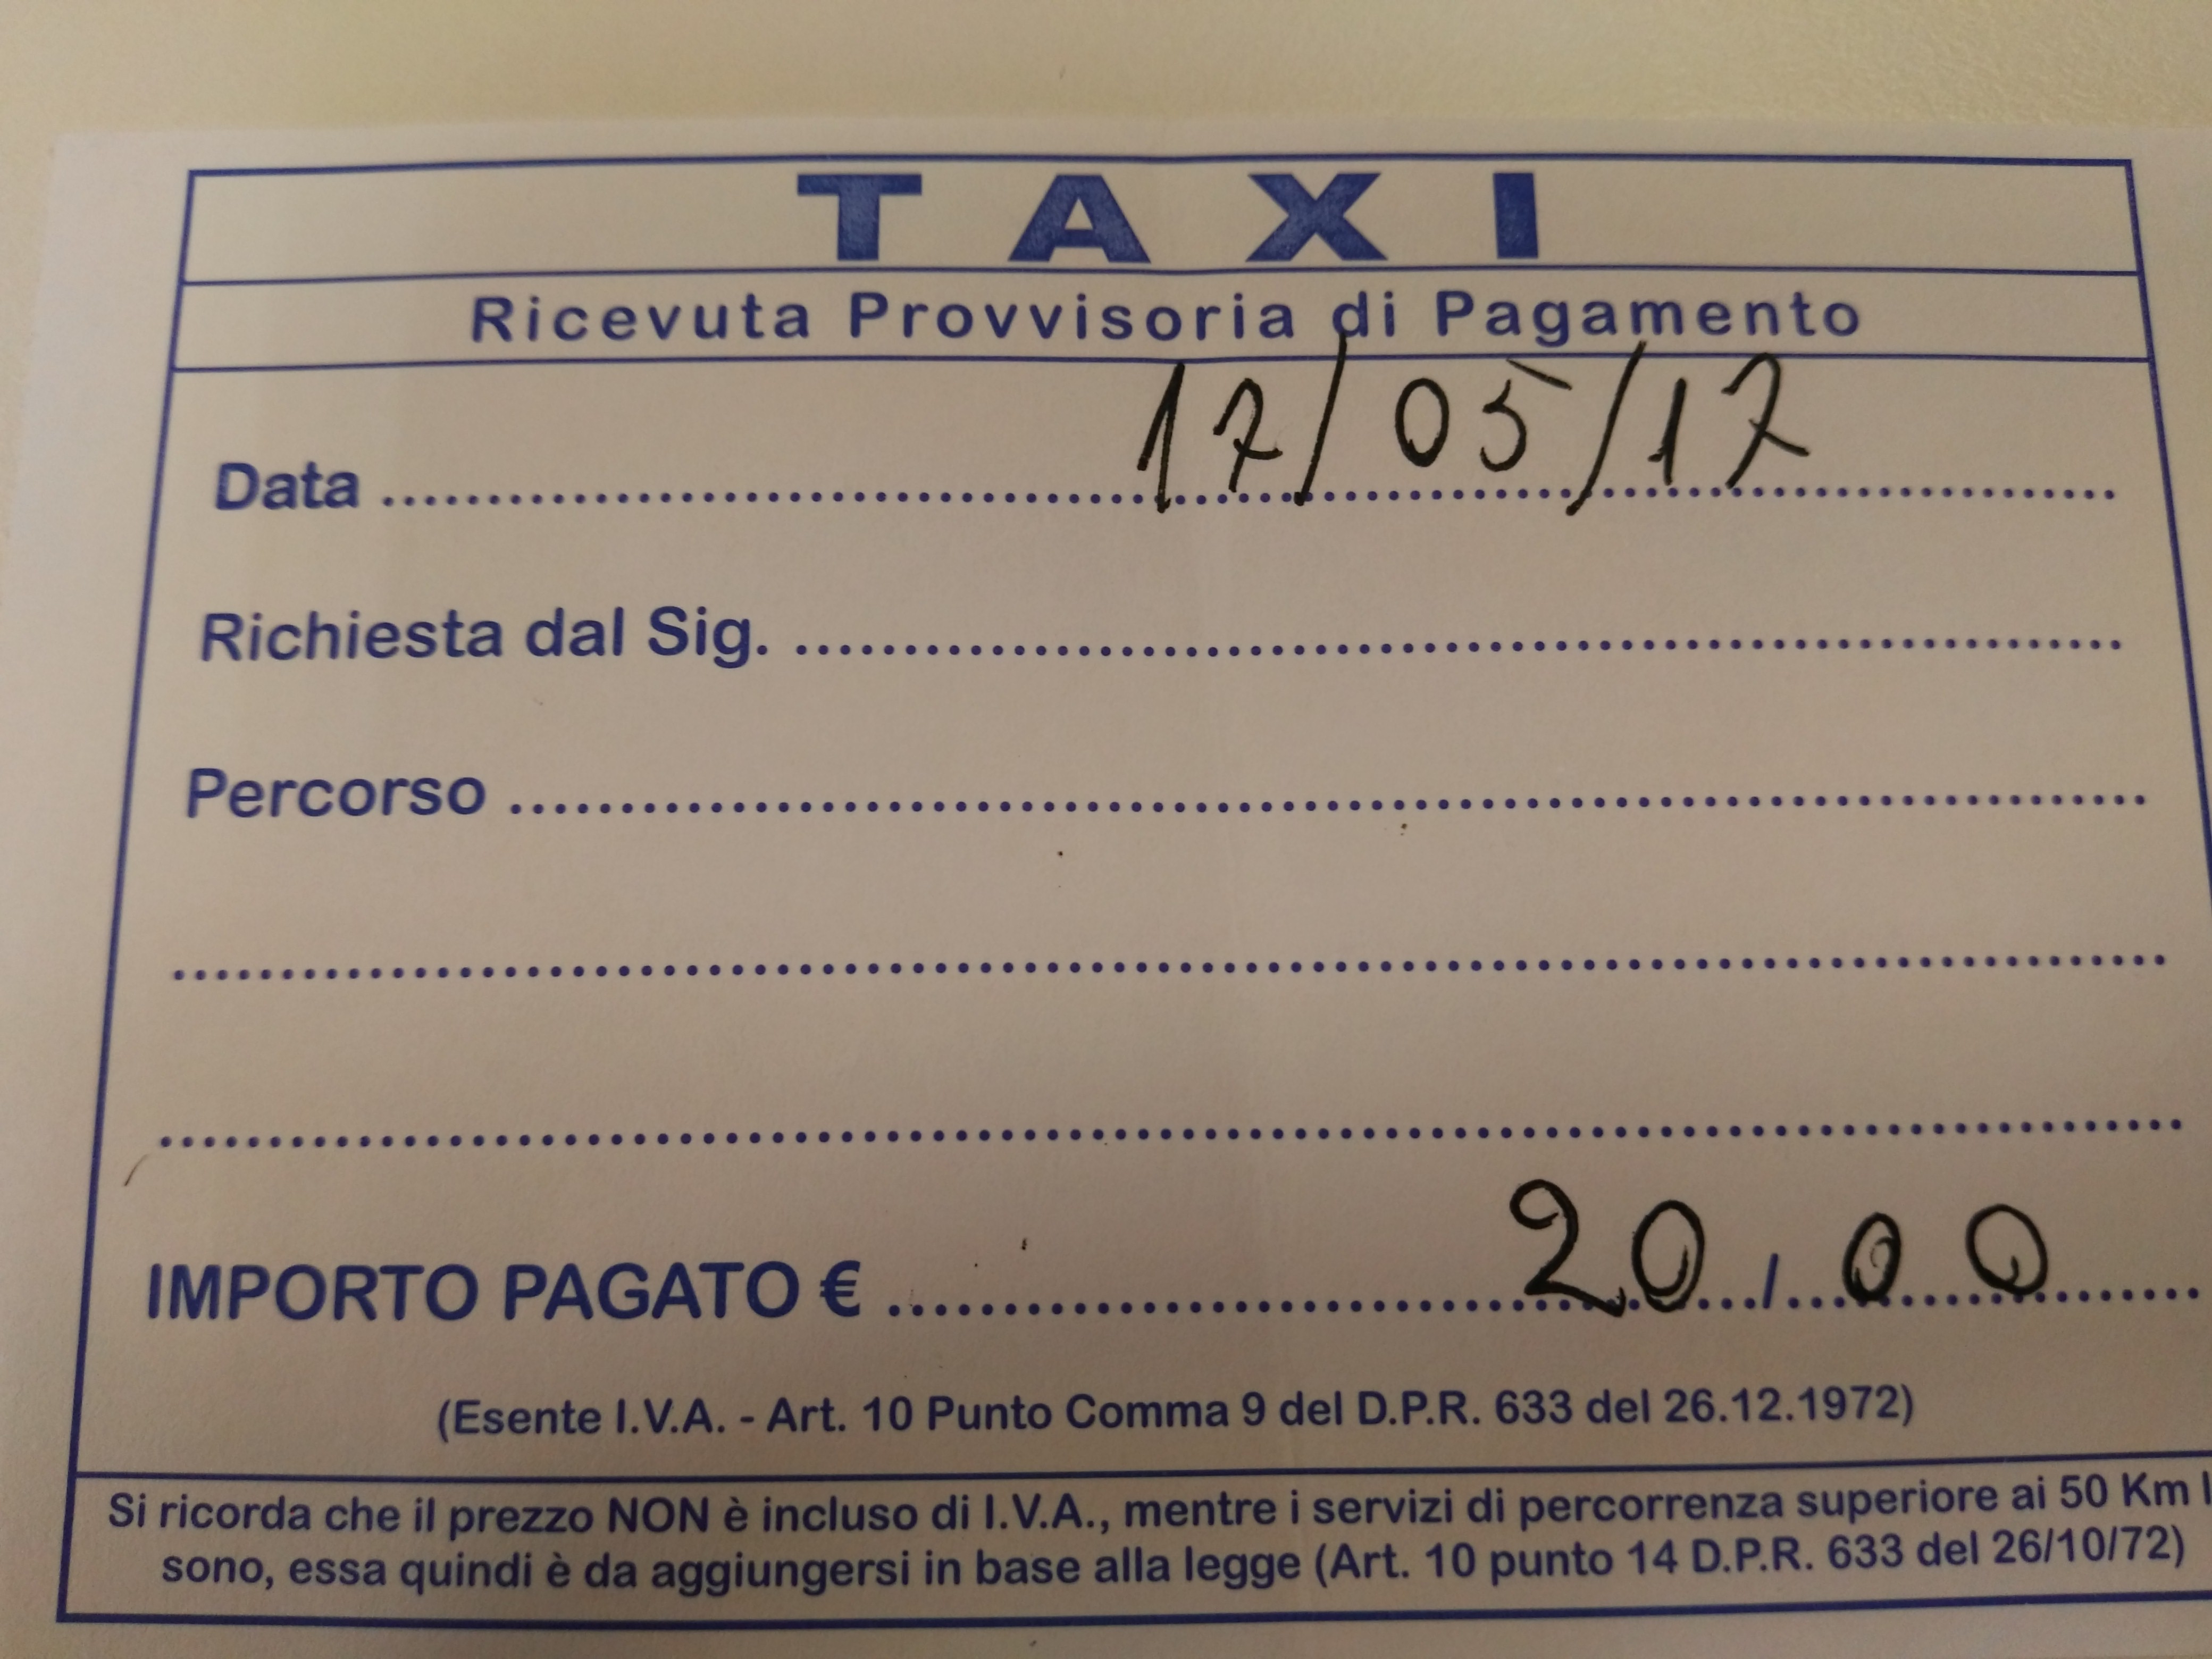 TAXI
Ricevuta Provvisoria di Pagamento
Data ........ 17/05/17 ........
Richiesta dal Sig. ........
Percorso ........
IMPORTO PAGATO € ........ 20,00 ........
(Esente I.V.A. - Art. 10 Punto Comma 9 del D.P.R. 633 del 26.12.1972)
Si ricorda che il prezzo NON è incluso di I.V.A., mentre i servizi di percorrenza superiore ai 50 Km
sono, essa quindi è da aggiungersi in base alla legge (Art. 10 punto 14 D.P.R. 633 del 26/10/72)